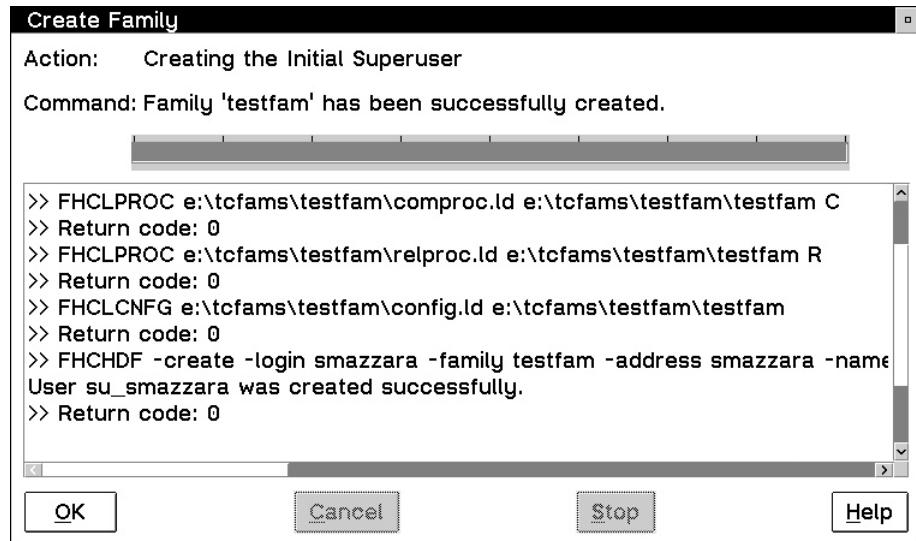 Create Family
Action: Creating the Initial Superuser
Command: Family 'testfam' has been successfully created.
>> FHCLPROC e:\tcfams\testfam\comproc.ld e:\tcfams\testfam\testfam C
>> Return code: 0
>> FHCLPROC e:\tcfams\testfam\relproc.ld e:\tcfams\testfam\testfam R
>> Return code: 0
>> FHCLCNFG e:\tcfams\testfam\config.ld e:\tcfams\testfam\testfam
>> Return code: 0
>> FHCHDF -create -login smazzara -family testfam -address smazzara -name
User su_smazzara was created successfully.
>> Return code: 0
OK Cancel Stop Help